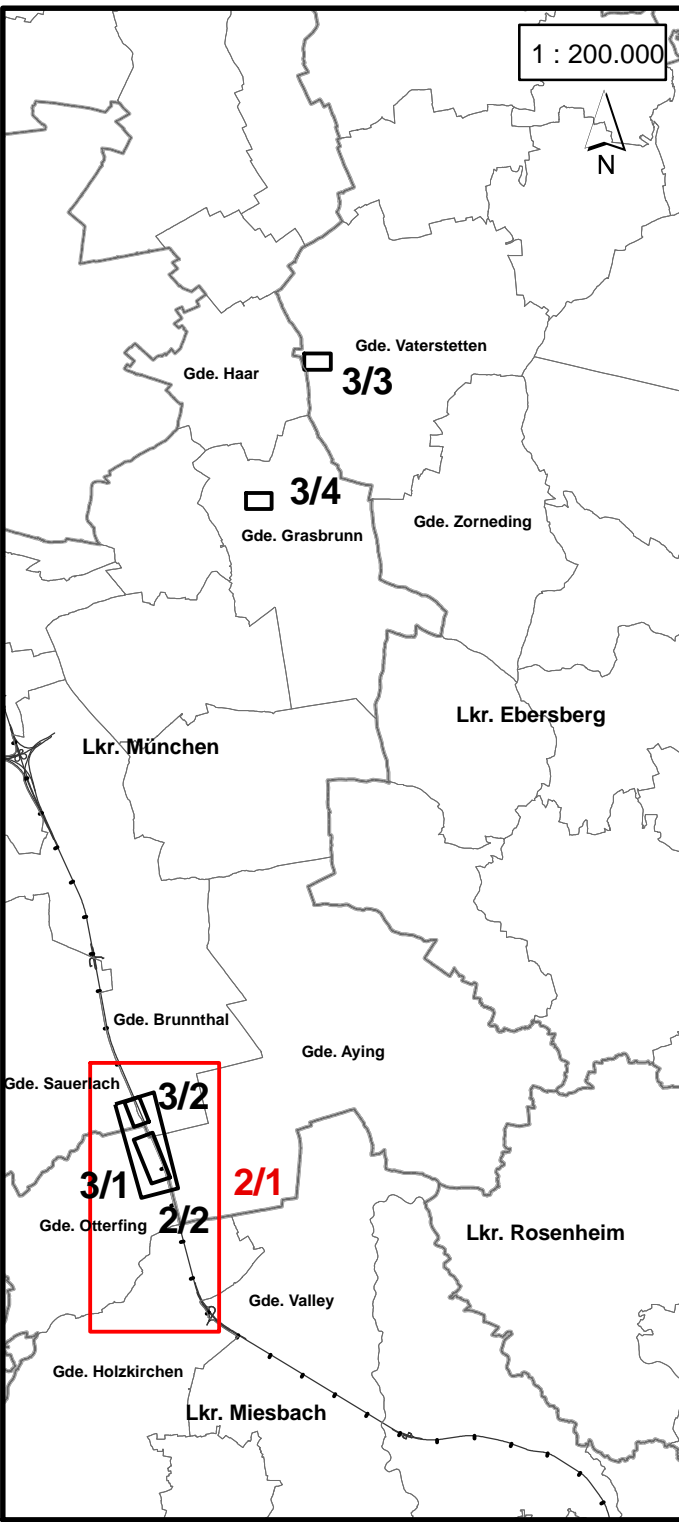 1 : 200.000
N
Gde. Vaterstetten
Gde. Haar
3/3
3/4
Gde. Zorneding
Gde. Grasbrunn
Lkr. Ebersberg
Lkr. München
Gde. Brunnthal
Gde. Aying
Gde. Sauerlach
3/2
3/1
2/1
2/2
Gde. Otterfing
Lkr. Rosenheim
Gde. Valley
Gde. Holzkirchen
Lkr. Miesbach